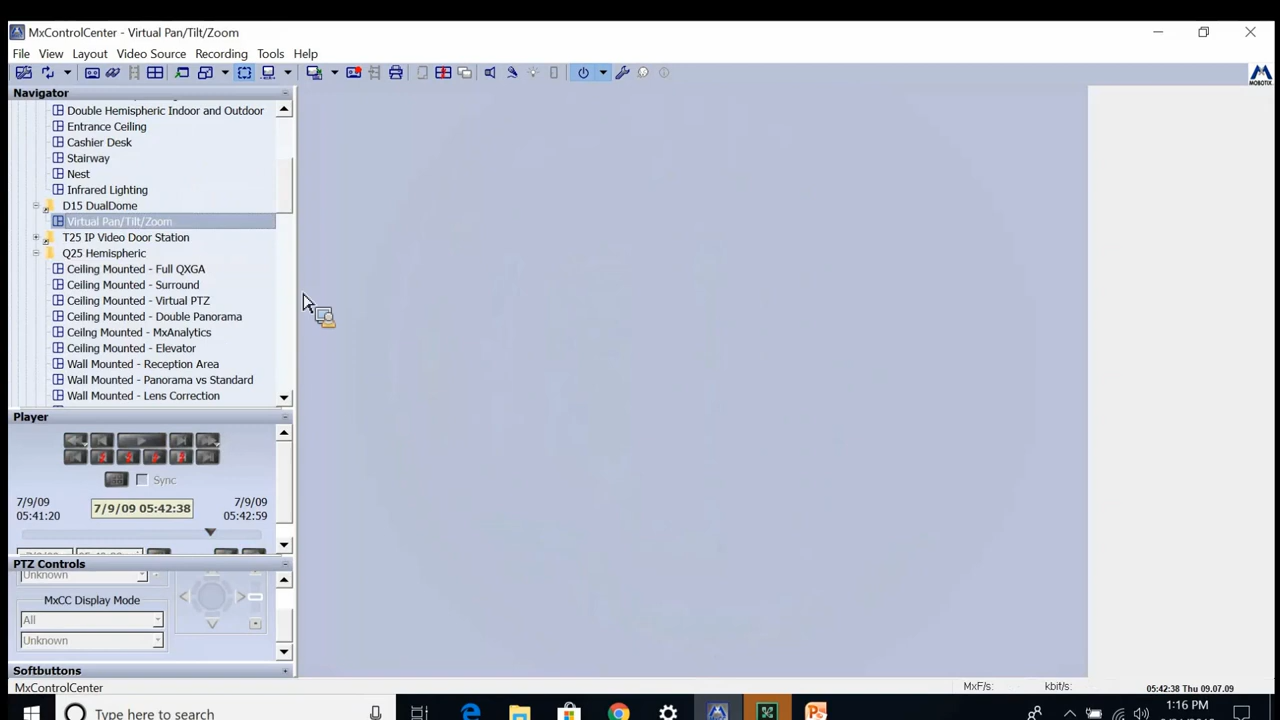 MxControlCenter - Virtual Pan/Tilt/Zoom
File View Layout Video Source Recording Tools Help
MOBOTIX
Navigator
Double Hemispheric Indoor and Outdoor
Entrance Ceiling
Cashier Desk
Stairway
Nest
Infrared Lighting
D15 DualDome
Virtual Pan/Tilt/Zoom
T25 IP Video Door Station
Q25 Hemispheric
Ceiling Mounted - Full QXGA
Ceiling Mounted - Surround
Ceiling Mounted - Virtual PTZ
Ceiling Mounted - Double Panorama
Ceilng Mounted - MxAnalytics
Ceiling Mounted - Elevator
Wall Mounted - Reception Area
Wall Mounted - Panorama vs Standard
Wall Mounted - Lens Correction
Player
Sync
7/9/09 7/9/09 05:42:38 7/9/09
05:41:20 05:42:59
PTZ Controls
Unknown
MxCC Display Mode
All
Unknown
Softbuttons
MxControlCenter MxF/s: kbit/s: 05:42:38 Thu 09.07.09
Type here to search
1:16 PM